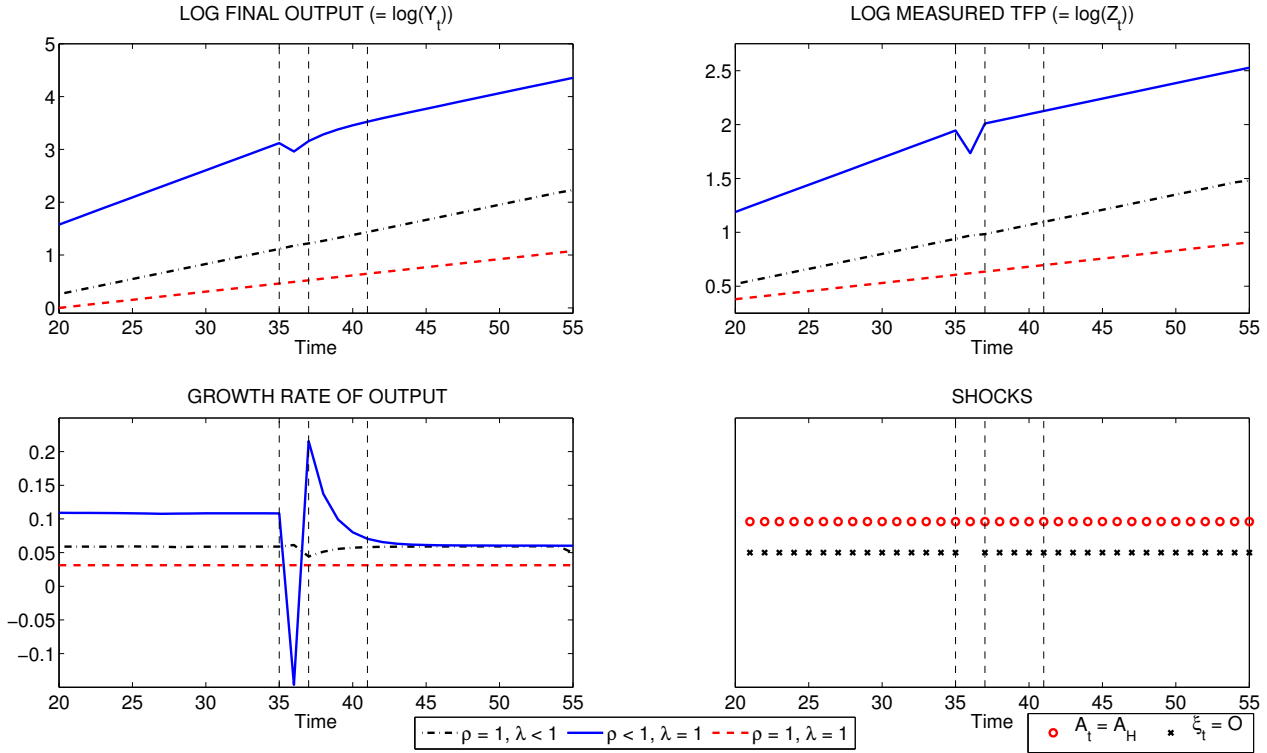 LOG FINAL OUTPUT (= log(Y_t))
5
4
3
2
1
0
20 25 30 35 40 45 50 55
Time
LOG MEASURED TFP (= log(Z_t))
2.5
2
1.5
1
0.5
20 25 30 35 40 45 50 55
Time
GROWTH RATE OF OUTPUT
0.2
0.15
0.1
0.05
0
−0.05
−0.1
20 25 30 35 40 45 50 55
Time
SHOCKS
20 25 30 35 40 45 50 55
Time
ρ = 1, λ < 1 ρ < 1, λ = 1 ρ = 1, λ = 1
A_t = A_H ξ_t = O